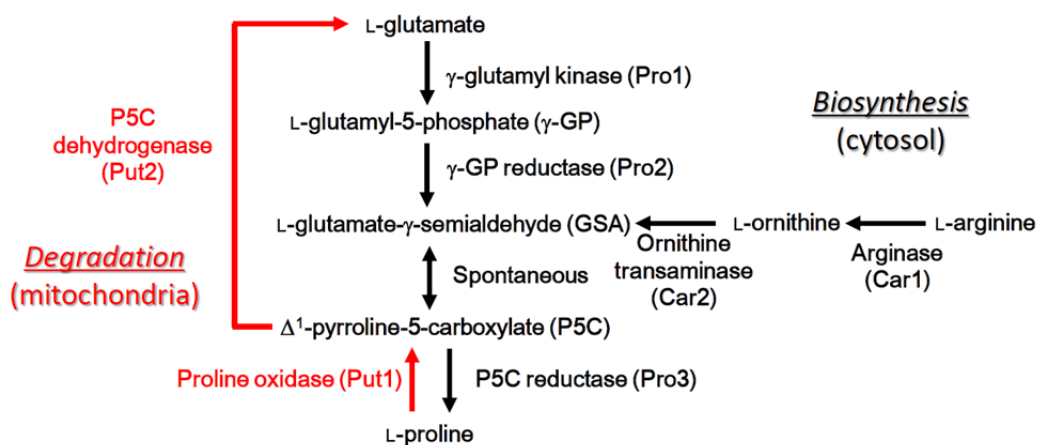 L-glutamate
γ-glutamyl kinase (Pro1)
Biosynthesis
(cytosol)
P5C
dehydrogenase
(Put2)
L-glutamyl-5-phosphate (γ-GP)
γ-GP reductase (Pro2)
L-glutamate-γ-semialdehyde (GSA)
L-ornithine
L-arginine
Ornithine
transaminase
(Car2)
Arginase
(Car1)
Degradation
(mitochondria)
Spontaneous
Δ¹-pyrroline-5-carboxylate (P5C)
Proline oxidase (Put1)
P5C reductase (Pro3)
L-proline